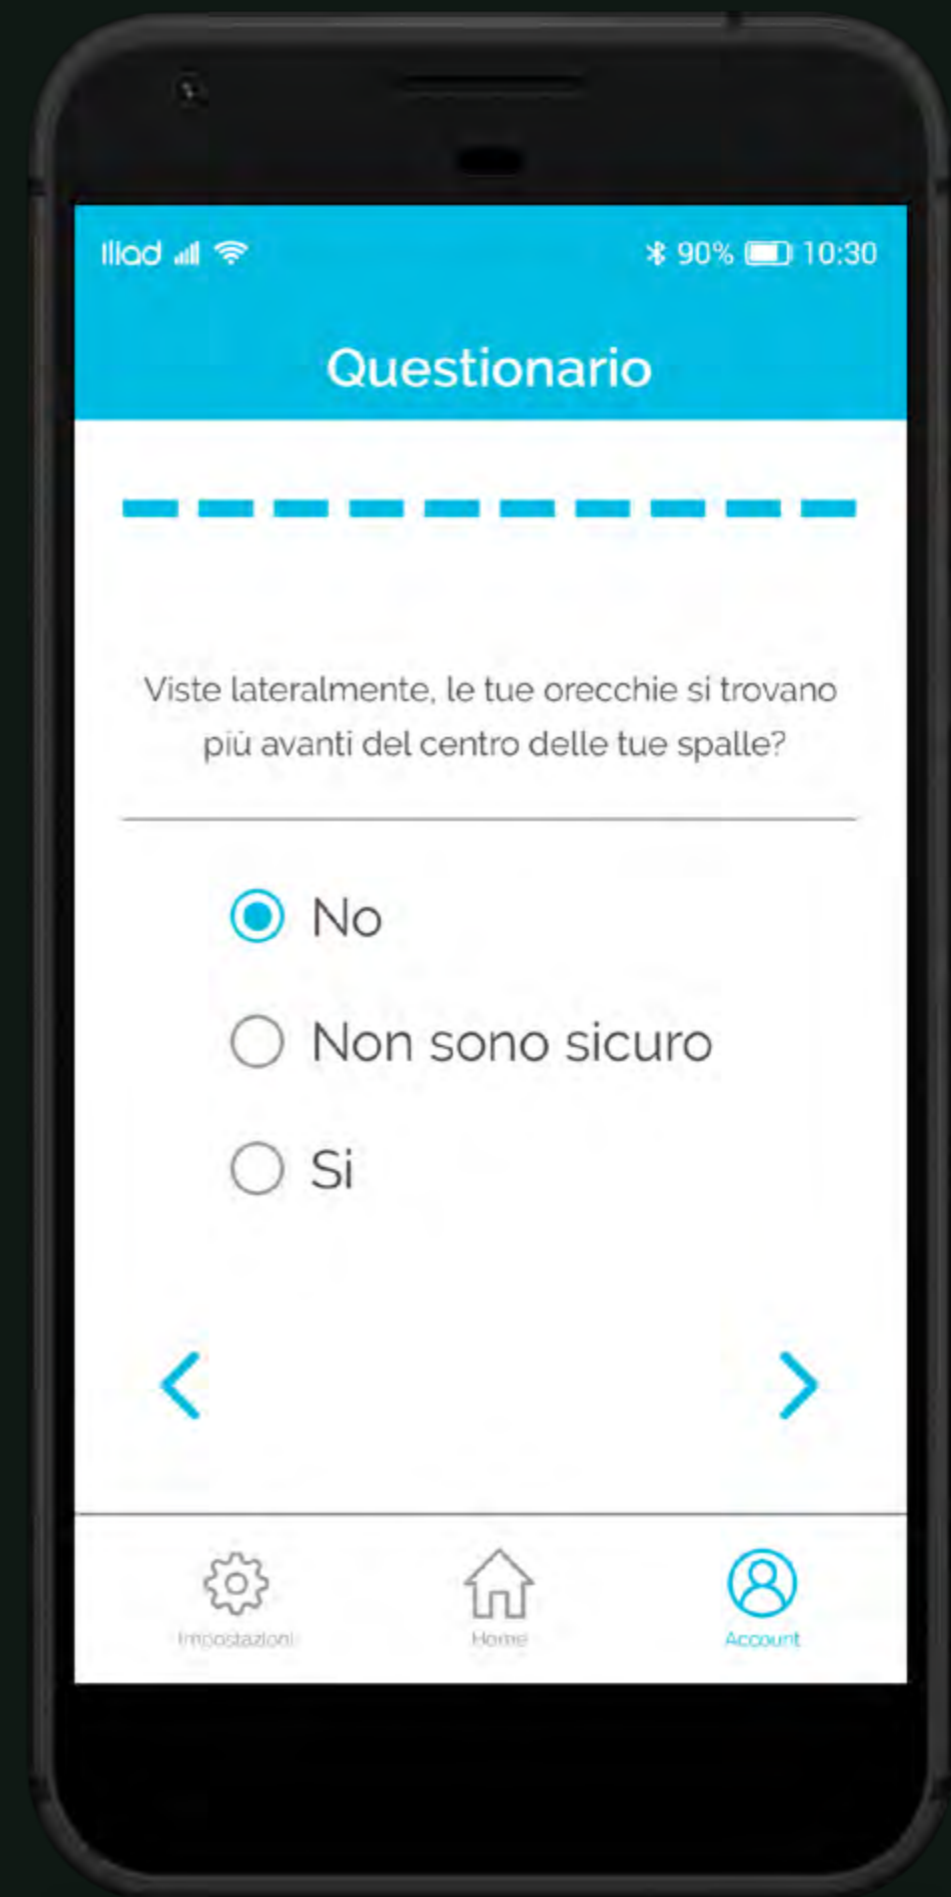 Iliad 90% 10:30
Questionario
Viste lateralmente, le tue orecchie si trovano
più avanti del centro delle tue spalle?
No
Non sono sicuro
Si
Impostazioni Home Account